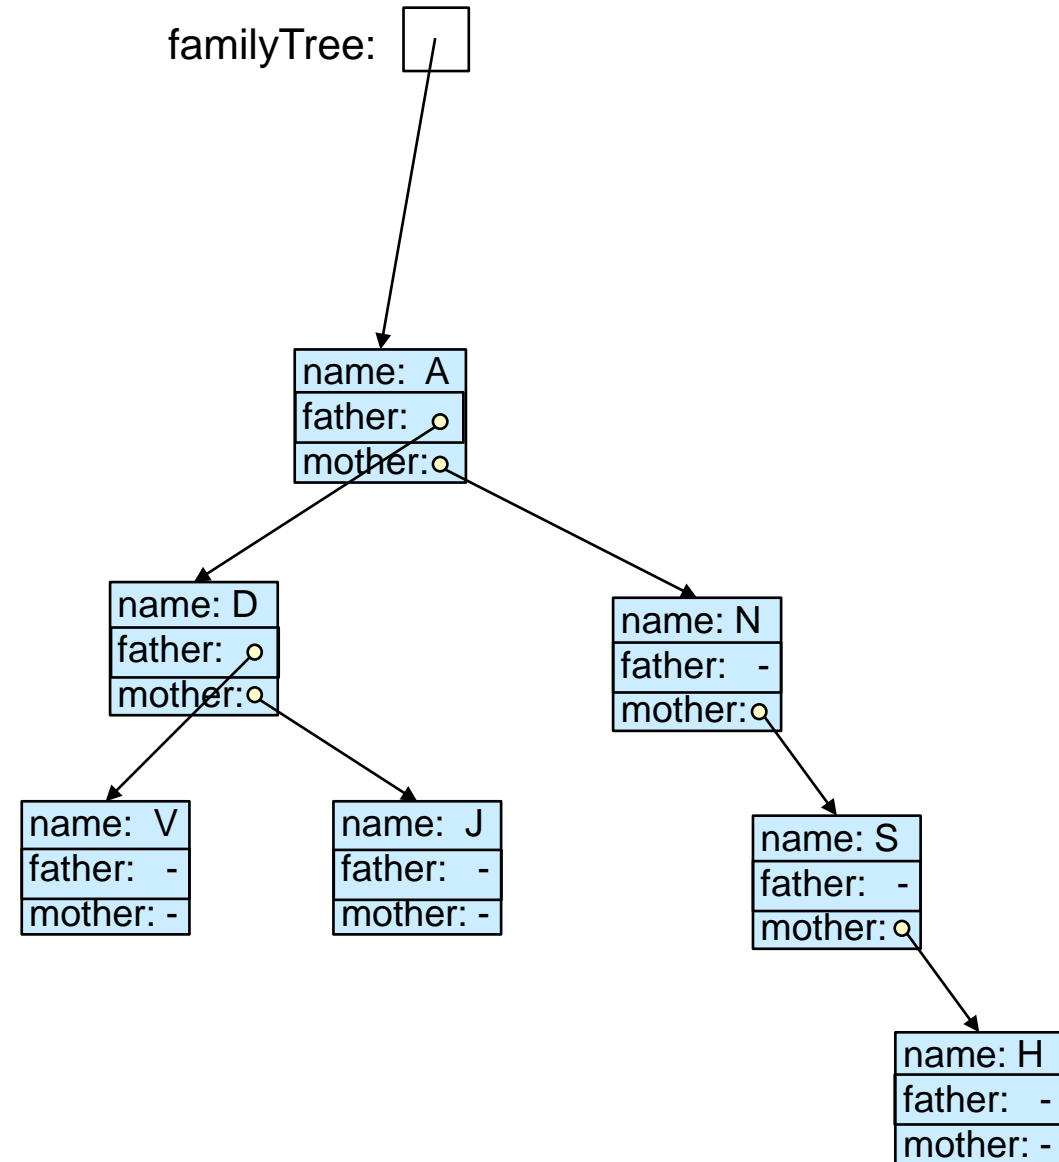 familyTree:
name: A
father:
mother:
name: D
father:
mother:
name: N
father: -
mother:
name: V
father: -
mother: -
name: J
father: -
mother: -
name: S
father: -
mother:
name: H
father: -
mother: -